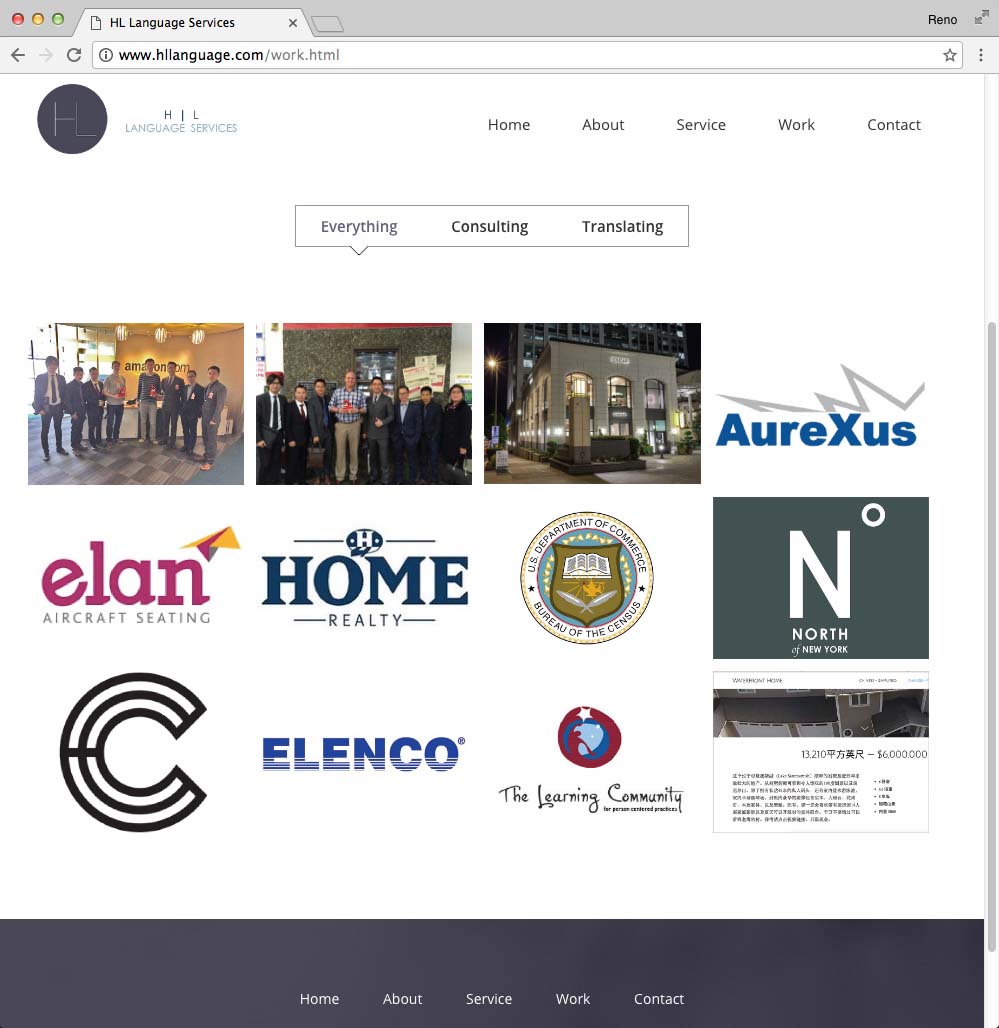 HL Language Services
Reno
www.hllanguage.com/work.html
HL
H | L
LANGUAGE SERVICES
Home
About
Service
Work
Contact
Everything
Consulting
Translating
amazon.com
AureXus
elan
AIRCRAFT SEATING
H
HOME
REALTY
U.S. DEPARTMENT OF COMMERCE
BUREAU OF THE CENSUS
N°
NORTH
of NEW YORK
C
ELENCO®
The Learning Community
for person centered practices
WATERFRONT HOME
13,210平方英尺 – $6,000,000
Home
About
Service
Work
Contact